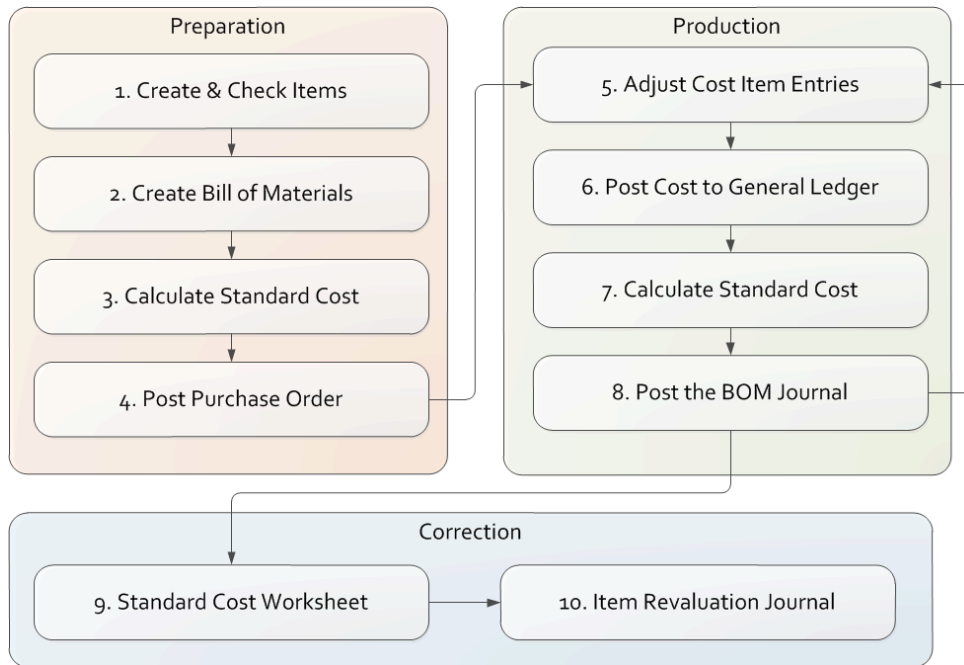 Preparation
1. Create & Check Items
2. Create Bill of Materials
3. Calculate Standard Cost
4. Post Purchase Order
Production
5. Adjust Cost Item Entries
6. Post Cost to General Ledger
7. Calculate Standard Cost
8. Post the BOM Journal
Correction
9. Standard Cost Worksheet
10. Item Revaluation Journal